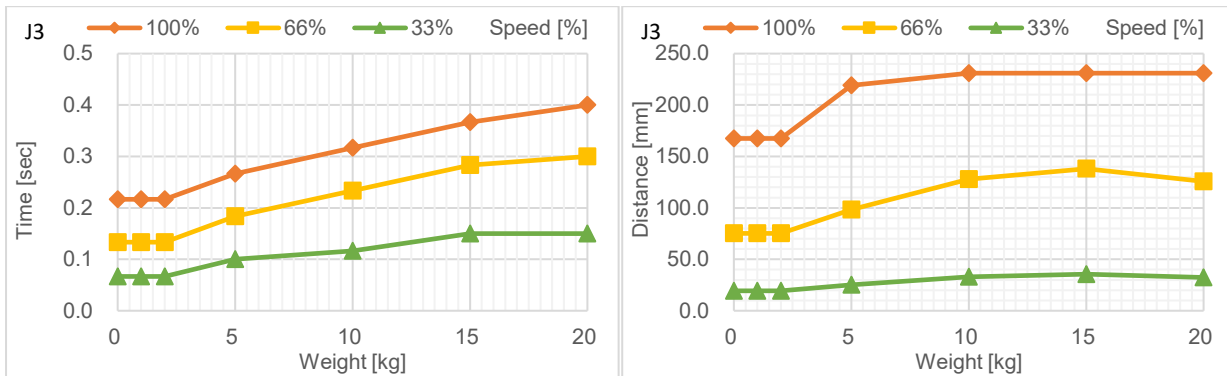 J3
100% 66% 33% Speed [%]
0.5
0.4
0.3
0.2
0.1
0.0
Time [sec]
0 5 10 15 20
Weight [kg]
J3
100% 66% 33% Speed [%]
250.0
200.0
150.0
100.0
50.0
0.0
Distance [mm]
0 5 10 15 20
Weight [kg]